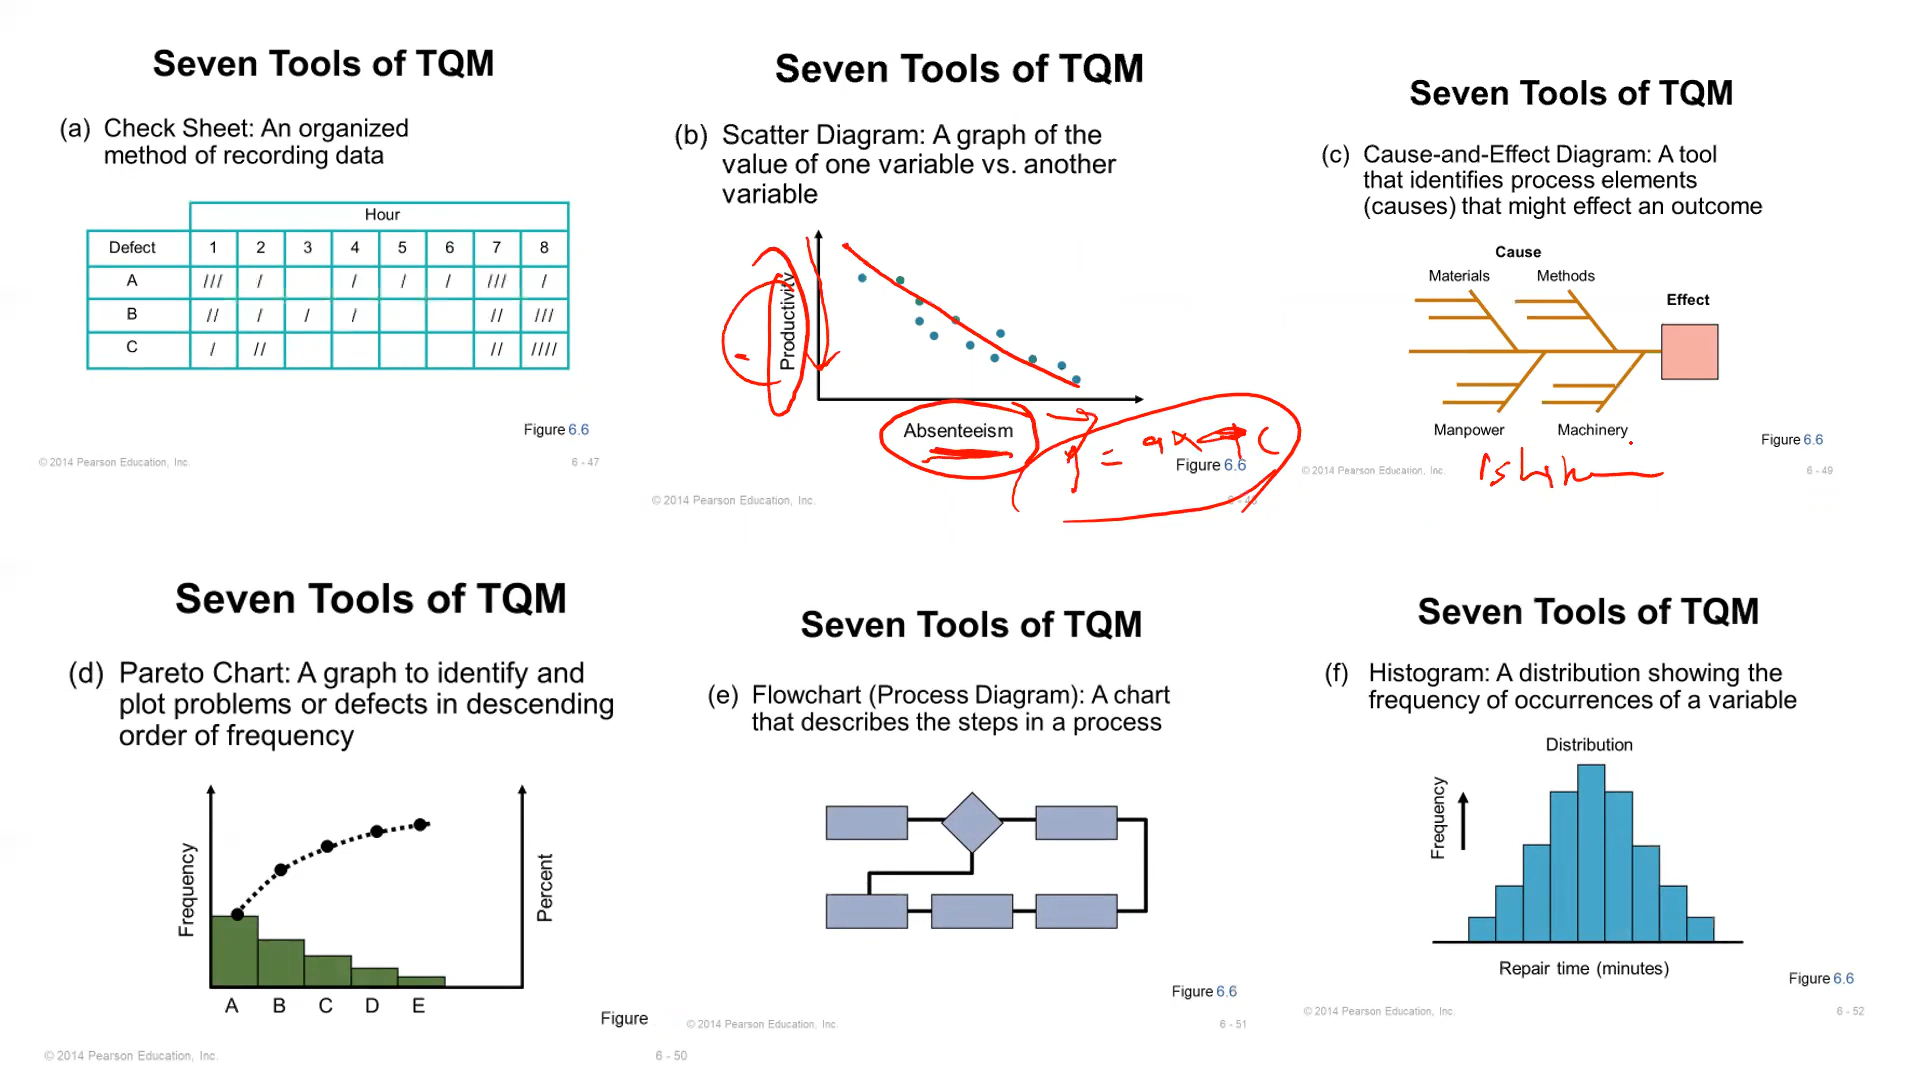 Seven Tools of TQM
(a) Check Sheet: An organized
method of recording data
Hour
Defect 1 2 3 4 5 6 7 8
A /// / / / / /// /
B // / / / // ///
C / // // ////
Figure 6.6
© 2014 Pearson Education, Inc. 6 - 47
Seven Tools of TQM
(b) Scatter Diagram: A graph of the
value of one variable vs. another
variable
Productivity
Absenteeism
Figure 6.6
© 2014 Pearson Education, Inc.
Seven Tools of TQM
(c) Cause-and-Effect Diagram: A tool
that identifies process elements
(causes) that might effect an outcome
Cause
Materials Methods
Effect
Manpower Machinery
Figure 6.6
© 2014 Pearson Education, Inc. 6 - 49
Seven Tools of TQM
(d) Pareto Chart: A graph to identify and
plot problems or defects in descending
order of frequency
Frequency
Percent
A B C D E
Figure
© 2014 Pearson Education, Inc. 6 - 50
Seven Tools of TQM
(e) Flowchart (Process Diagram): A chart
that describes the steps in a process
Figure 6.6
© 2014 Pearson Education, Inc. 6 - 51
Seven Tools of TQM
(f) Histogram: A distribution showing the
frequency of occurrences of a variable
Distribution
Frequency
Repair time (minutes)
Figure 6.6
© 2014 Pearson Education, Inc. 6 - 52